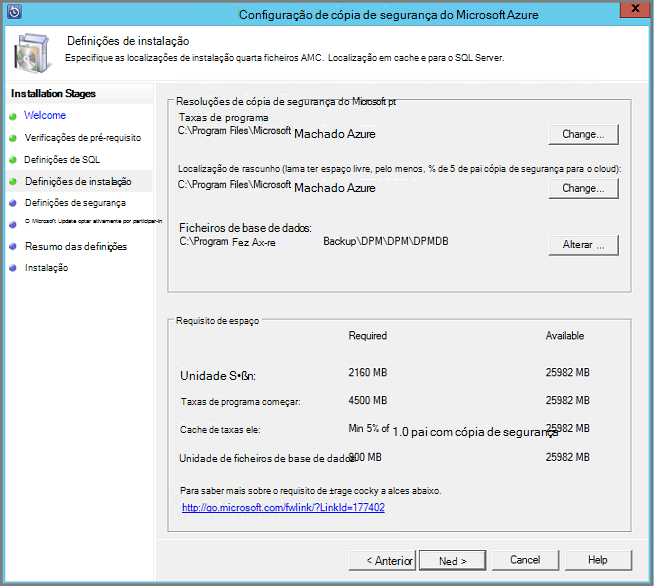 Configuração de cópia de segurança do Microsoft Azure
Definições de instalação
Especifique as localizações de instalação quarta ficheiros AMC. Localização em cache e para o SQL Server.
Installation Stages
Welcome
Verificações de pré-requisito
Definições de SQL
Definições de instalação
Definições de segurança
O Microsoft Update optar ativamente por participar-in
Resumo das definições
Instalação
Resoluções de cópia de segurança do Microsoft pt
Taxas de programa
C:\Program Files\Microsoft Machado Azure
Change...
Localização de rascunho (lama ter espaço livre, pelo menos, % de 5 de pai cópia de segurança para o cloud):
C:\Program Files\Microsoft Machado Azure
Change...
Ficheiros de base de dados:
C:\Program Fez Ax-re Backup\DPM\DPM\DPMDB
Alterar ...
Requisito de espaço
Required Available
Unidade S•ßn: 2160 MB 25982 MB
Taxas de programa começar: 4500 MB 25982 MB
Cache de taxas ele: Min 5% of 1.0 pai com cópia de segurança 25982 MB
Unidade de ficheiros de base de dados: 900 MB 25982 MB
Para saber mais sobre o requisito de ±rage cocky a alces abaixo.
http://go.microsoft.com/fwlink/?LinkId=177402
< Anterior Ned > Cancel Help